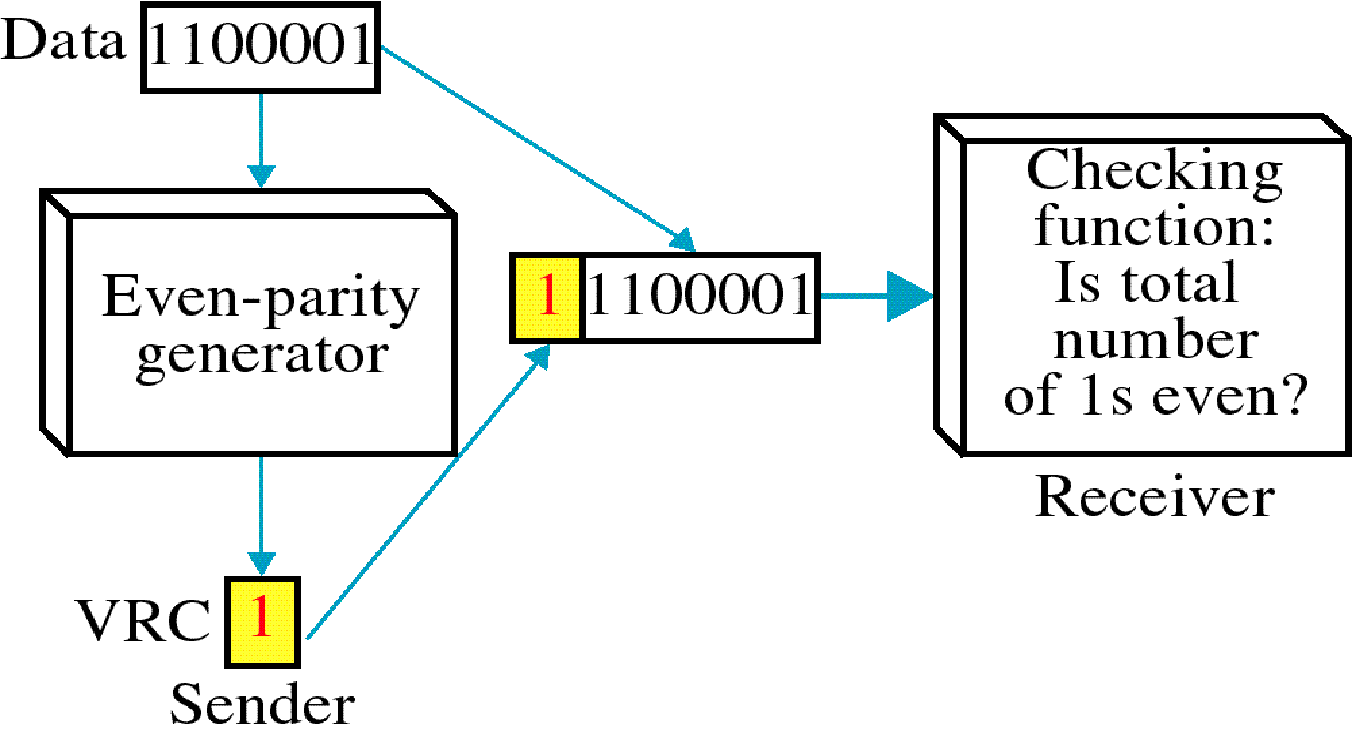 Data 1100001
Even-parity
generator
VRC 1
Sender
1 1100001
Checking
function:
Is total
number
of 1s even?
Receiver